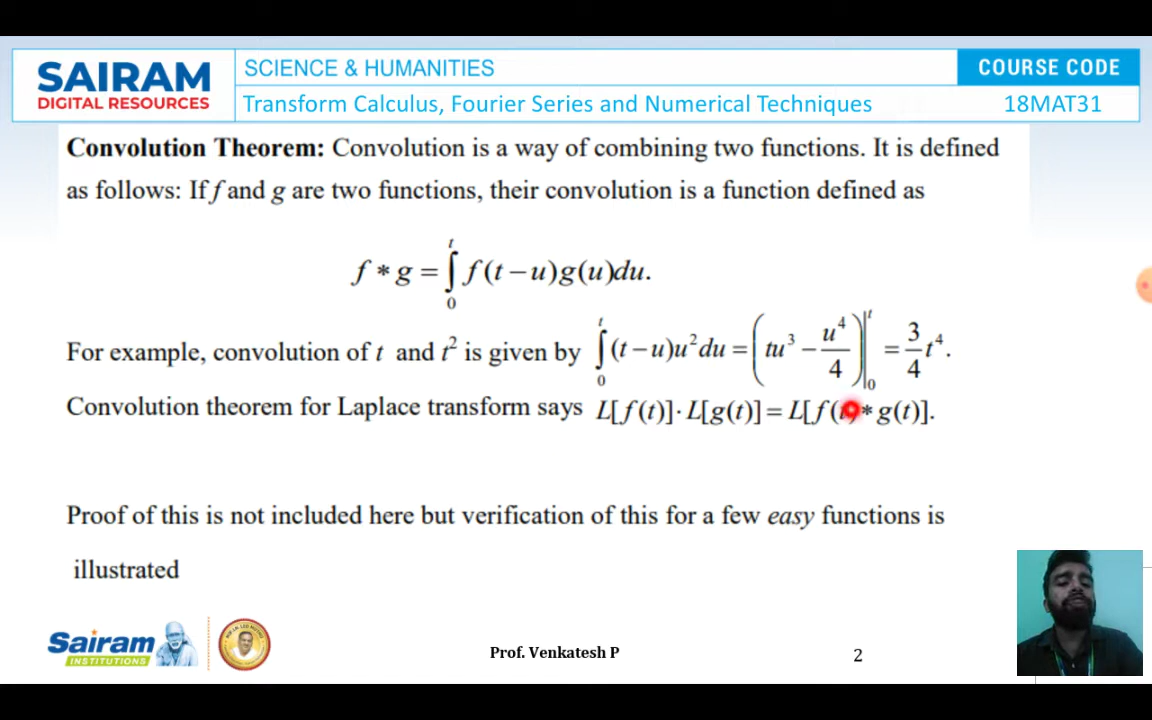 SAIRAM
DIGITAL RESOURCES
SCIENCE & HUMANITIES
COURSE CODE
Transform Calculus, Fourier Series and Numerical Techniques
18MAT31
Convolution Theorem: Convolution is a way of combining two functions. It is defined
as follows: If f and g are two functions, their convolution is a function defined as
f * g = ∫₀ᵗ f(t − u)g(u)du.
For example, convolution of t and t² is given by ∫₀ᵗ (t − u)u²du = (tu³ − u⁴/4)|₀ᵗ = 3/4 t⁴.
Convolution theorem for Laplace transform says L[f(t)]· L[g(t)] = L[f(t) * g(t)].
Proof of this is not included here but verification of this for a few easy functions is
illustrated
Sairam
INSTITUTIONS
Prof. Venkatesh P
2